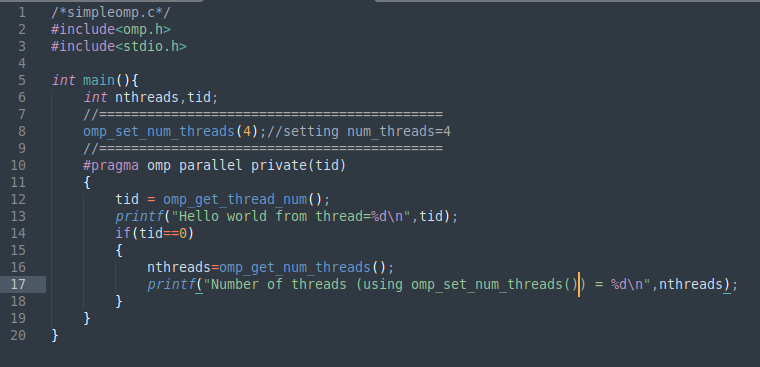 1 /*simpleomp.c*/
2 #include<omp.h>
3 #include<stdio.h>
4
5 int main(){
6 int nthreads,tid;
7 //===========================================
8 omp_set_num_threads(4);//setting num_threads=4
9 //===========================================
10 #pragma omp parallel private(tid)
11 {
12 tid = omp_get_thread_num();
13 printf("Hello world from thread=%d\n",tid);
14 if(tid==0)
15 {
16 nthreads=omp_get_num_threads();
17 printf("Number of threads (using omp_set_num_threads()) = %d\n",nthreads);
18 }
19 }
20 }